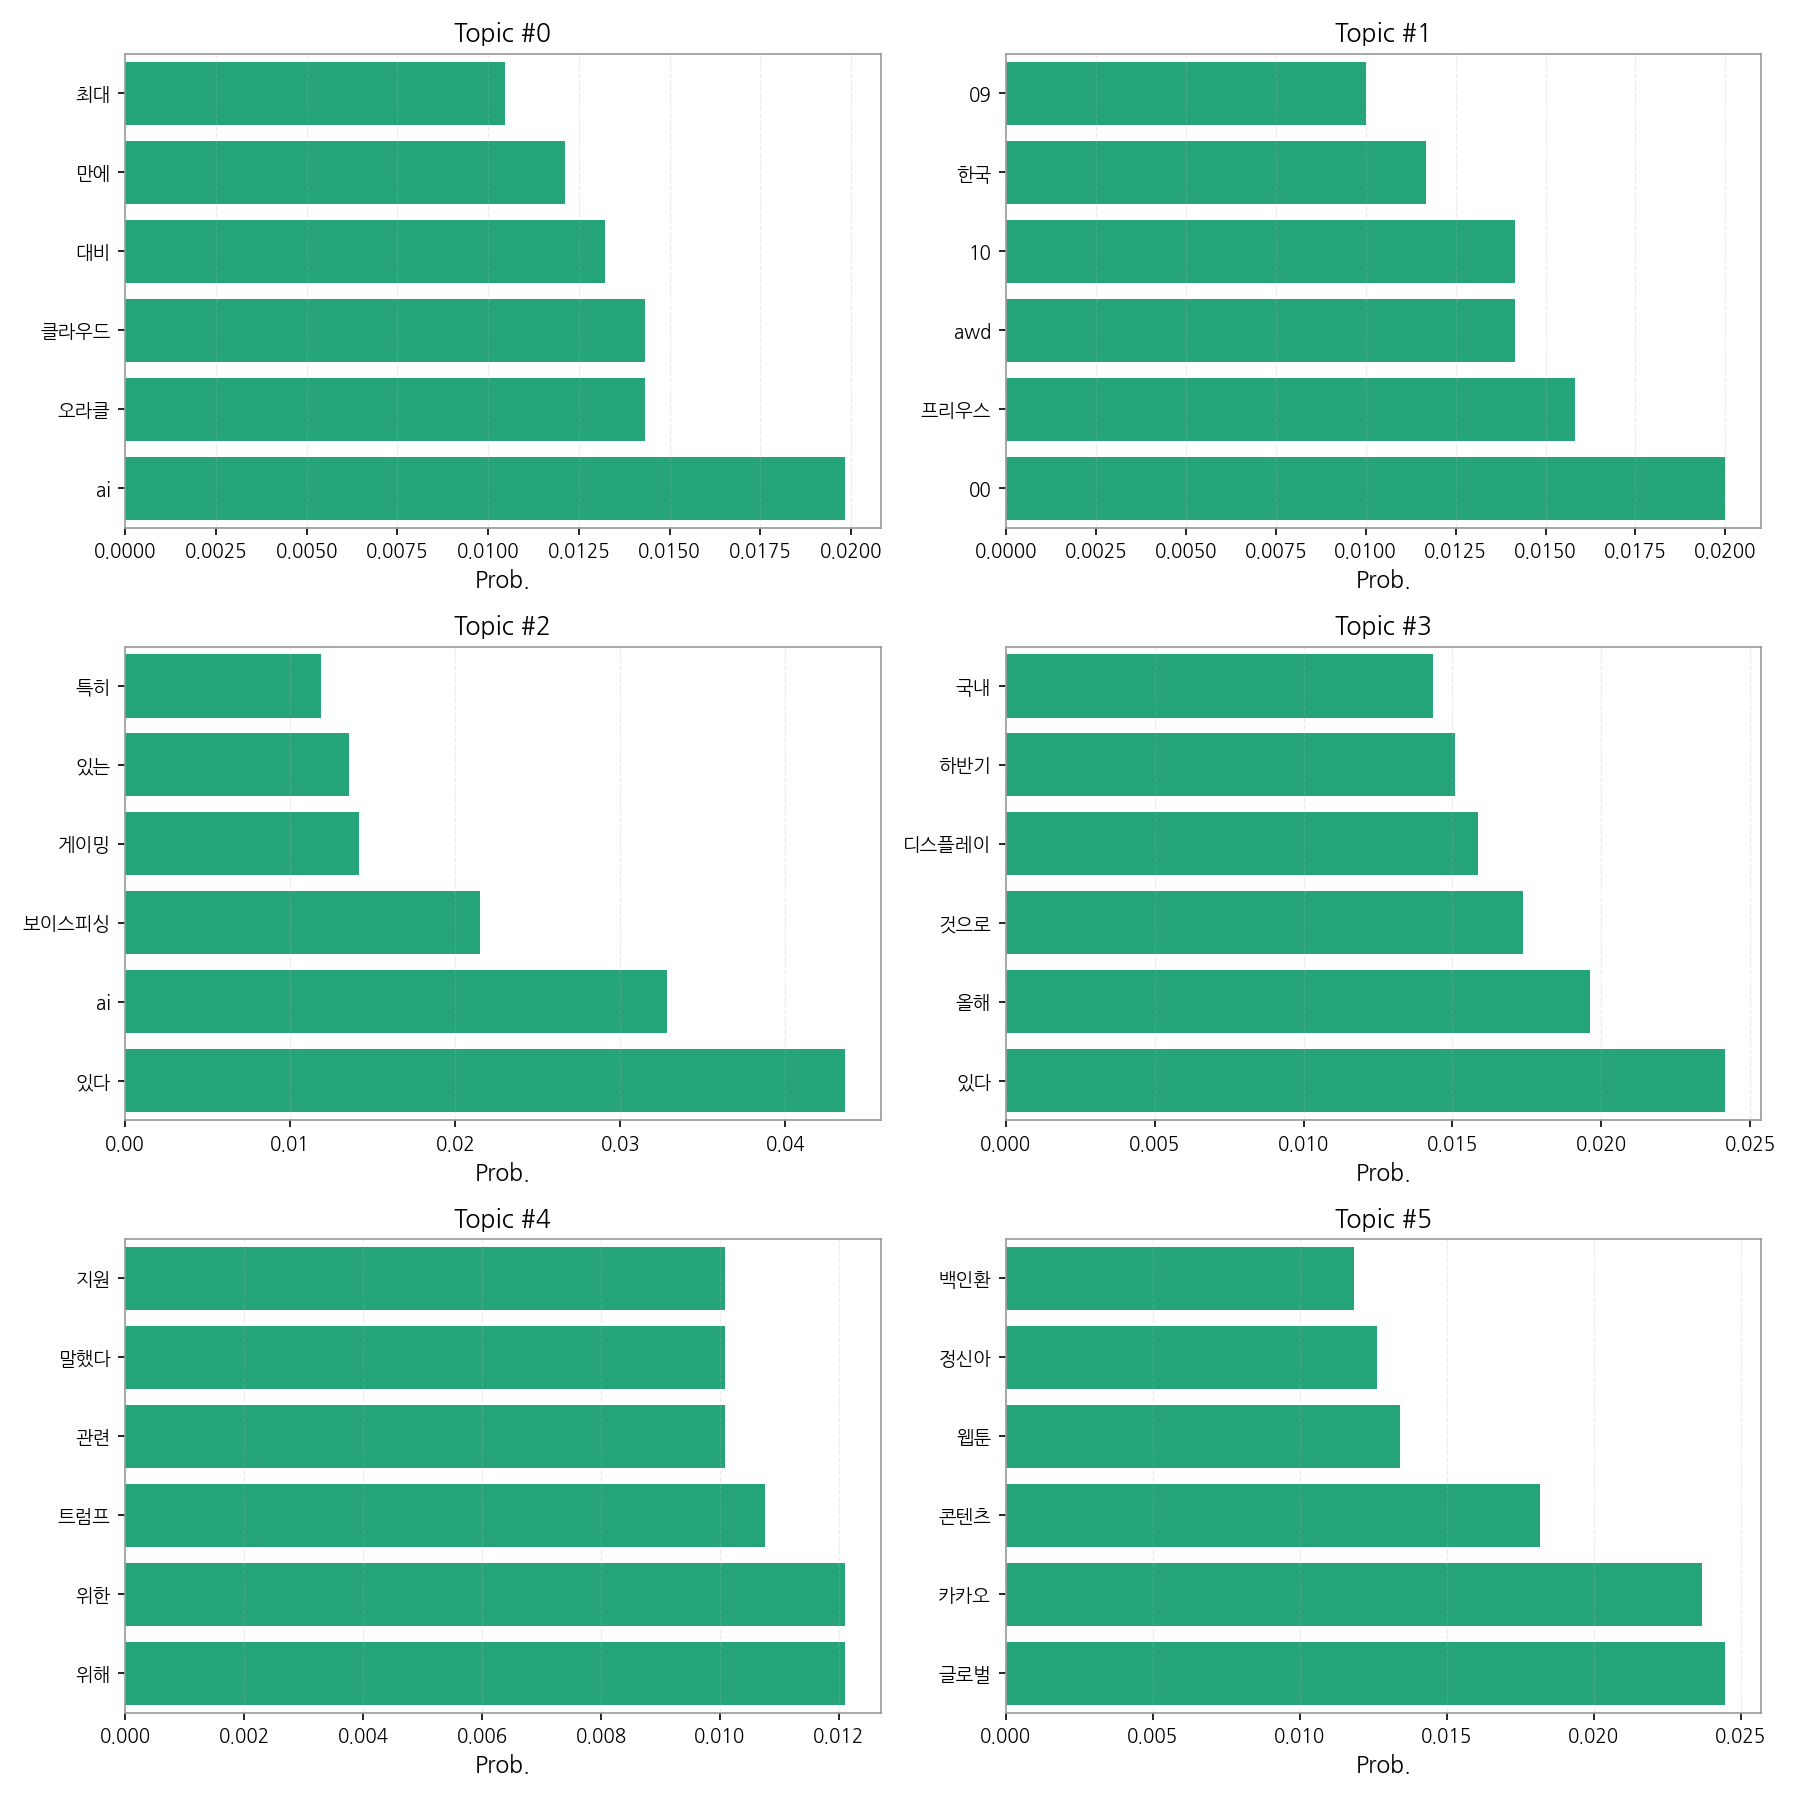 Topic #0
최대
만에
대비
클라우드
오라클
ai
0.0000 0.0025 0.0050 0.0075 0.0100 0.0125 0.0150 0.0175 0.0200
Prob.
Topic #1
09
한국
10
awd
프리우스
00
0.0000 0.0025 0.0050 0.0075 0.0100 0.0125 0.0150 0.0175 0.0200
Prob.
Topic #2
특히
있는
게이밍
보이스피싱
ai
있다
0.00 0.01 0.02 0.03 0.04
Prob.
Topic #3
국내
하반기
디스플레이
것으로
올해
있다
0.000 0.005 0.010 0.015 0.020 0.025
Prob.
Topic #4
지원
말했다
관련
트럼프
위한
위해
0.000 0.002 0.004 0.006 0.008 0.010 0.012
Prob.
Topic #5
백인환
정신아
웹툰
콘텐츠
카카오
글로벌
0.000 0.005 0.010 0.015 0.020 0.025
Prob.